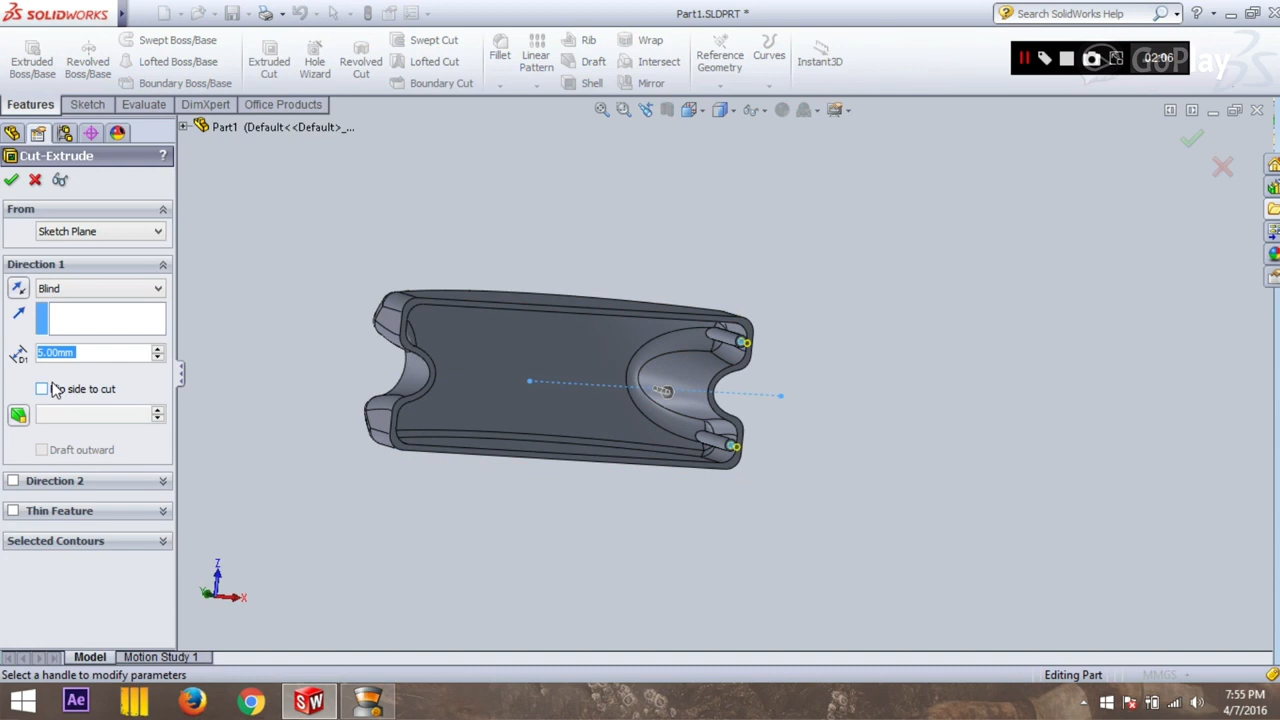 SOLIDWORKS
Part1.SLDPRT *
Search SolidWorks Help
Extruded Boss/Base
Revolved Boss/Base
Swept Boss/Base
Lofted Boss/Base
Boundary Boss/Base
Extruded Cut
Hole Wizard
Revolved Cut
Swept Cut
Lofted Cut
Boundary Cut
Fillet
Linear Pattern
Rib
Draft
Shell
Wrap
Intersect
Mirror
Reference Geometry
Curves
Instant3D
02:06
GoPlay
Features
Sketch
Evaluate
DimXpert
Office Products
Part1 (Default<<Default>_...
Cut-Extrude
?
From
Sketch Plane
Direction 1
Blind
D1
5.00mm
side to cut
Draft outward
Direction 2
Thin Feature
Selected Contours
Z
Y
X
Model
Motion Study 1
Select a handle to modify parameters
Editing Part
MMGS
Ae
SW
7:55 PM
4/7/2016